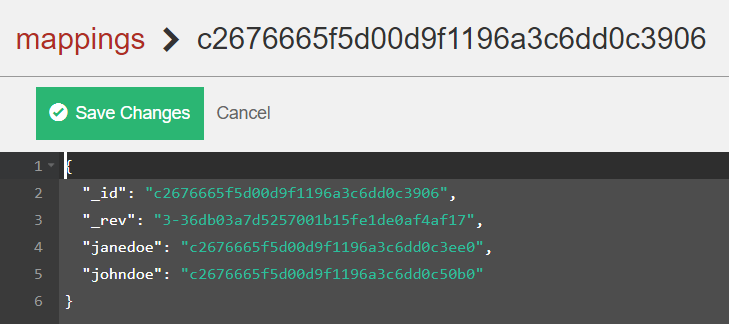 mappings > c2676665f5d00d9f1196a3c6dd0c3906
Save Changes Cancel
1 {
2 "_id": "c2676665f5d00d9f1196a3c6dd0c3906",
3 "_rev": "3-36db03a7d5257001b15fe1de0af4af17",
4 "janedoe": "c2676665f5d00d9f1196a3c6dd0c3ee0",
5 "johndoe": "c2676665f5d00d9f1196a3c6dd0c50b0"
6 }